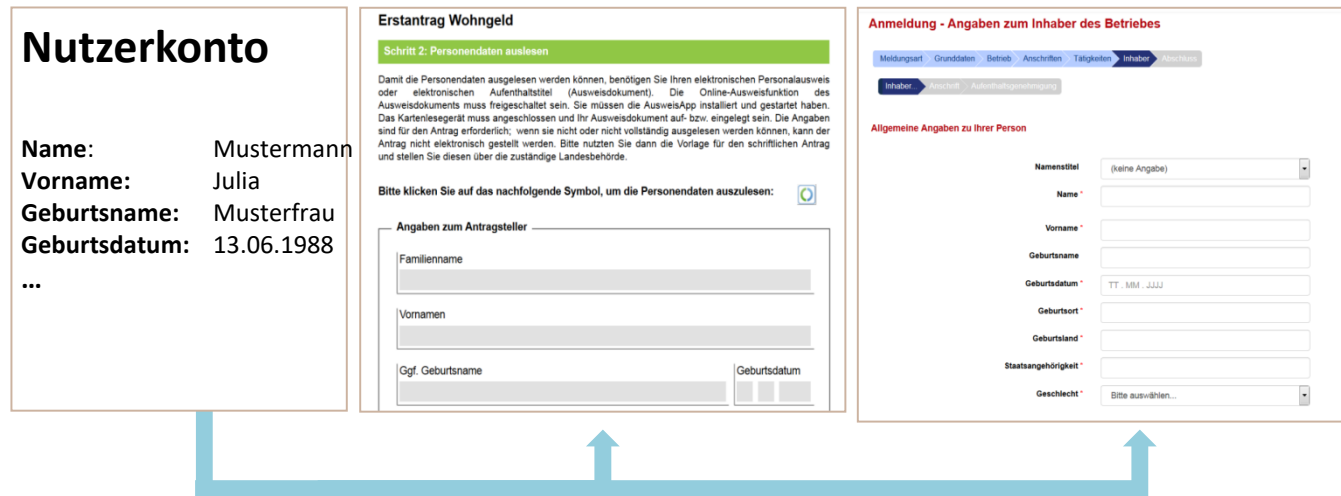 Nutzerkonto
Name: Mustermann
Vorname: Julia
Geburtsname: Musterfrau
Geburtsdatum: 13.06.1988
...
Erstantrag Wohngeld
Schritt 2: Personendaten auslesen
Damit die Personendaten ausgelesen werden können, benötigen Sie Ihren elektronischen Personalausweis
oder elektronischen Aufenthaltstitel (Ausweisdokument). Die Online-Ausweisfunktion des
Ausweisdokuments muss freigeschaltet sein. Sie müssen die AusweisApp installiert und gestartet haben.
Das Kartenlesegerät muss angeschlossen und Ihr Ausweisdokument auf- bzw. eingelegt sein. Die Angaben
sind für den Antrag erforderlich; wenn sie nicht oder nicht vollständig ausgelesen werden können, kann der
Antrag nicht elektronisch gestellt werden. Bitte nutzten Sie dann die Vorlage für den schriftlichen Antrag
und stellen Sie diesen über die zuständige Landesbehörde.
Bitte klicken Sie auf das nachfolgende Symbol, um die Personendaten auszulesen:
Angaben zum Antragsteller
Familienname
Vornamen
Ggf. Geburtsname Geburtsdatum
Anmeldung - Angaben zum Inhaber des Betriebes
Meldungsart Grunddaten Betrieb Anschriften Tätigkeiten Inhaber Abschluss
Inhaber... Anschrift Aufenthaltsgenehmigung
Allgemeine Angaben zu Ihrer Person
Namenstitel (keine Angabe)
Name *
Vorname *
Geburtsname
Geburtsdatum * TT . MM . JJJJ
Geburtsort *
Geburtsland *
Staatsangehörigkeit *
Geschlecht * Bitte auswählen...